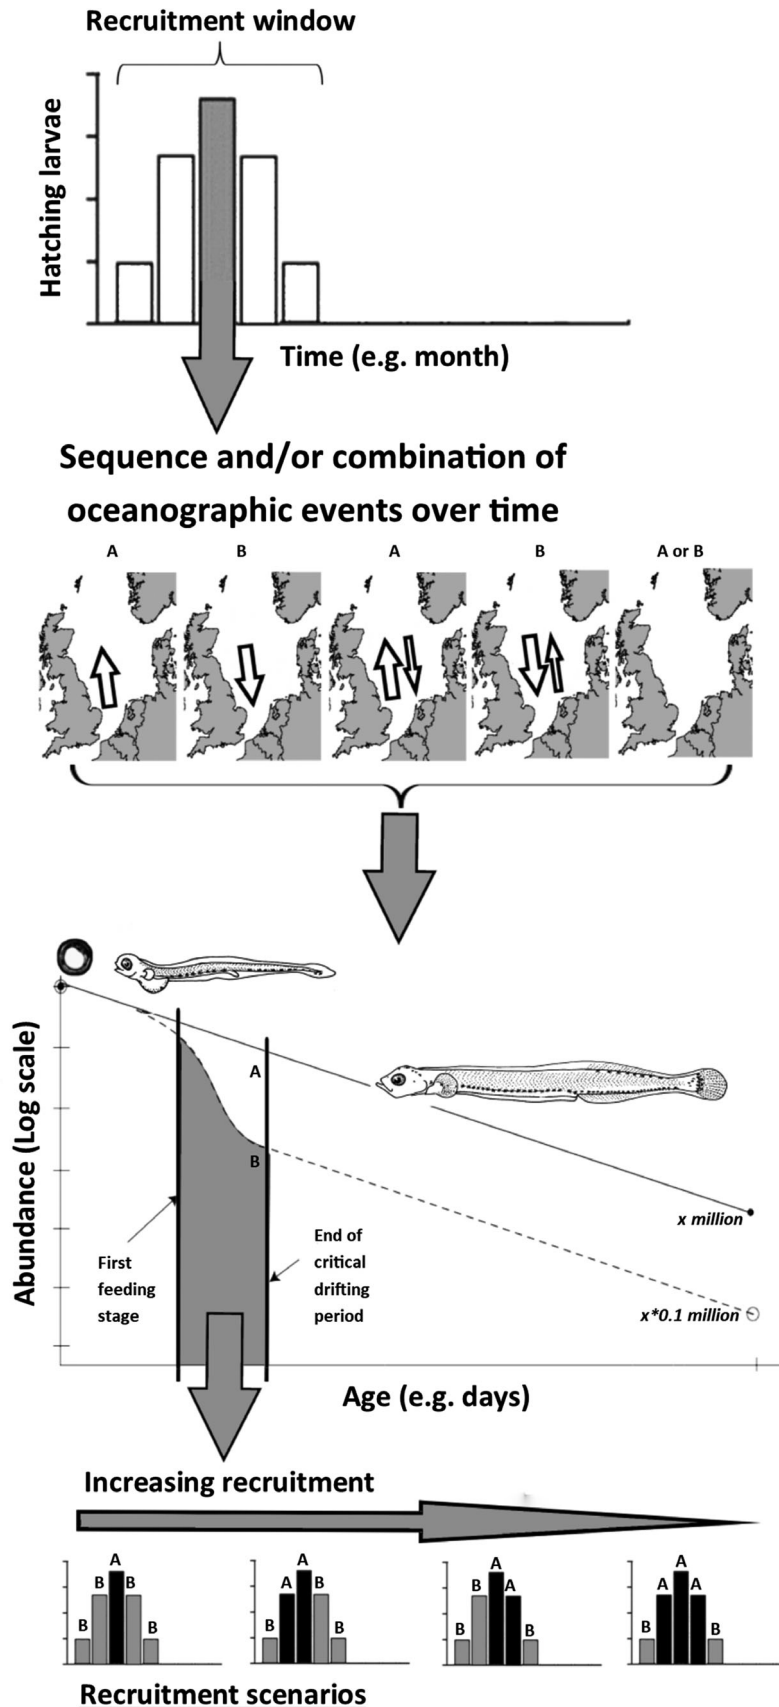 Recruitment window
Hatching larvae
Time (e.g. month)
Sequence and/or combination of
oceanographic events over time
A B A B A or B
Abundance (Log scale)
A
B
x million
First
feeding
stage
End of
critical
drifting
period
x*0.1 million
Age (e.g. days)
Increasing recruitment
B B A B B
B A A B B
B B A A B
B A A A B
Recruitment scenarios